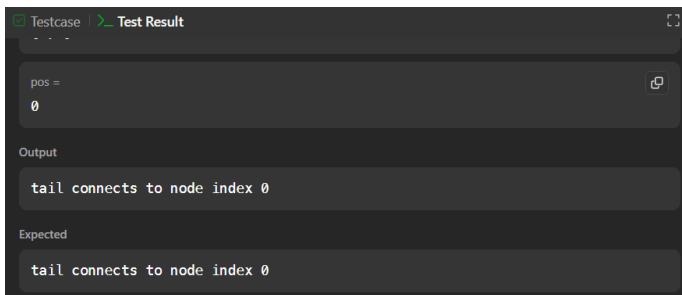 Testcase
Test Result
pos =
0
Output
tail connects to node index 0
Expected
tail connects to node index 0